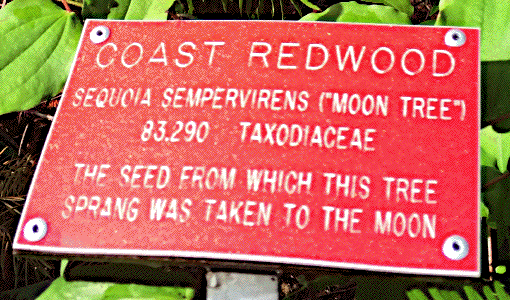 COAST REDWOOD
SEQUOIA SEMPERVIRENS ("MOON TREE")
83.290 TAXODIACEAE
THE SEED FROM WHICH THIS TREE
SPRANG WAS TAKEN TO THE MOON